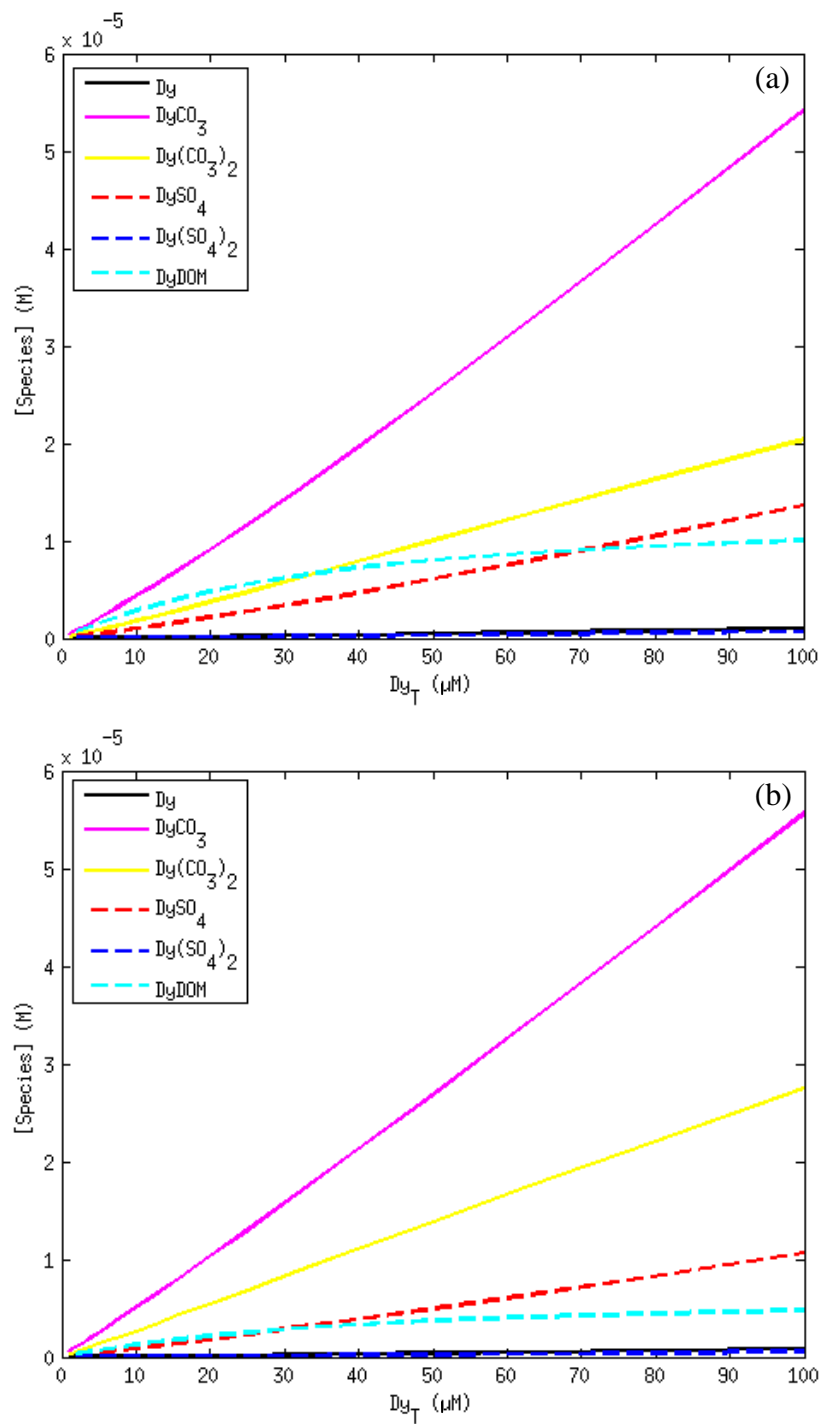 × 10⁻⁵
(a)
6
5
4
3
2
1
0
[Species] (M)
Dy
DyCO₃
Dy(CO₃)₂
DySO₄
Dy(SO₄)₂
DyDOM
0 10 20 30 40 50 60 70 80 90 100
Dy_T (µM)
× 10⁻⁵
(b)
6
5
4
3
2
1
0
[Species] (M)
Dy
DyCO₃
Dy(CO₃)₂
DySO₄
Dy(SO₄)₂
DyDOM
0 10 20 30 40 50 60 70 80 90 100
Dy_T (µM)